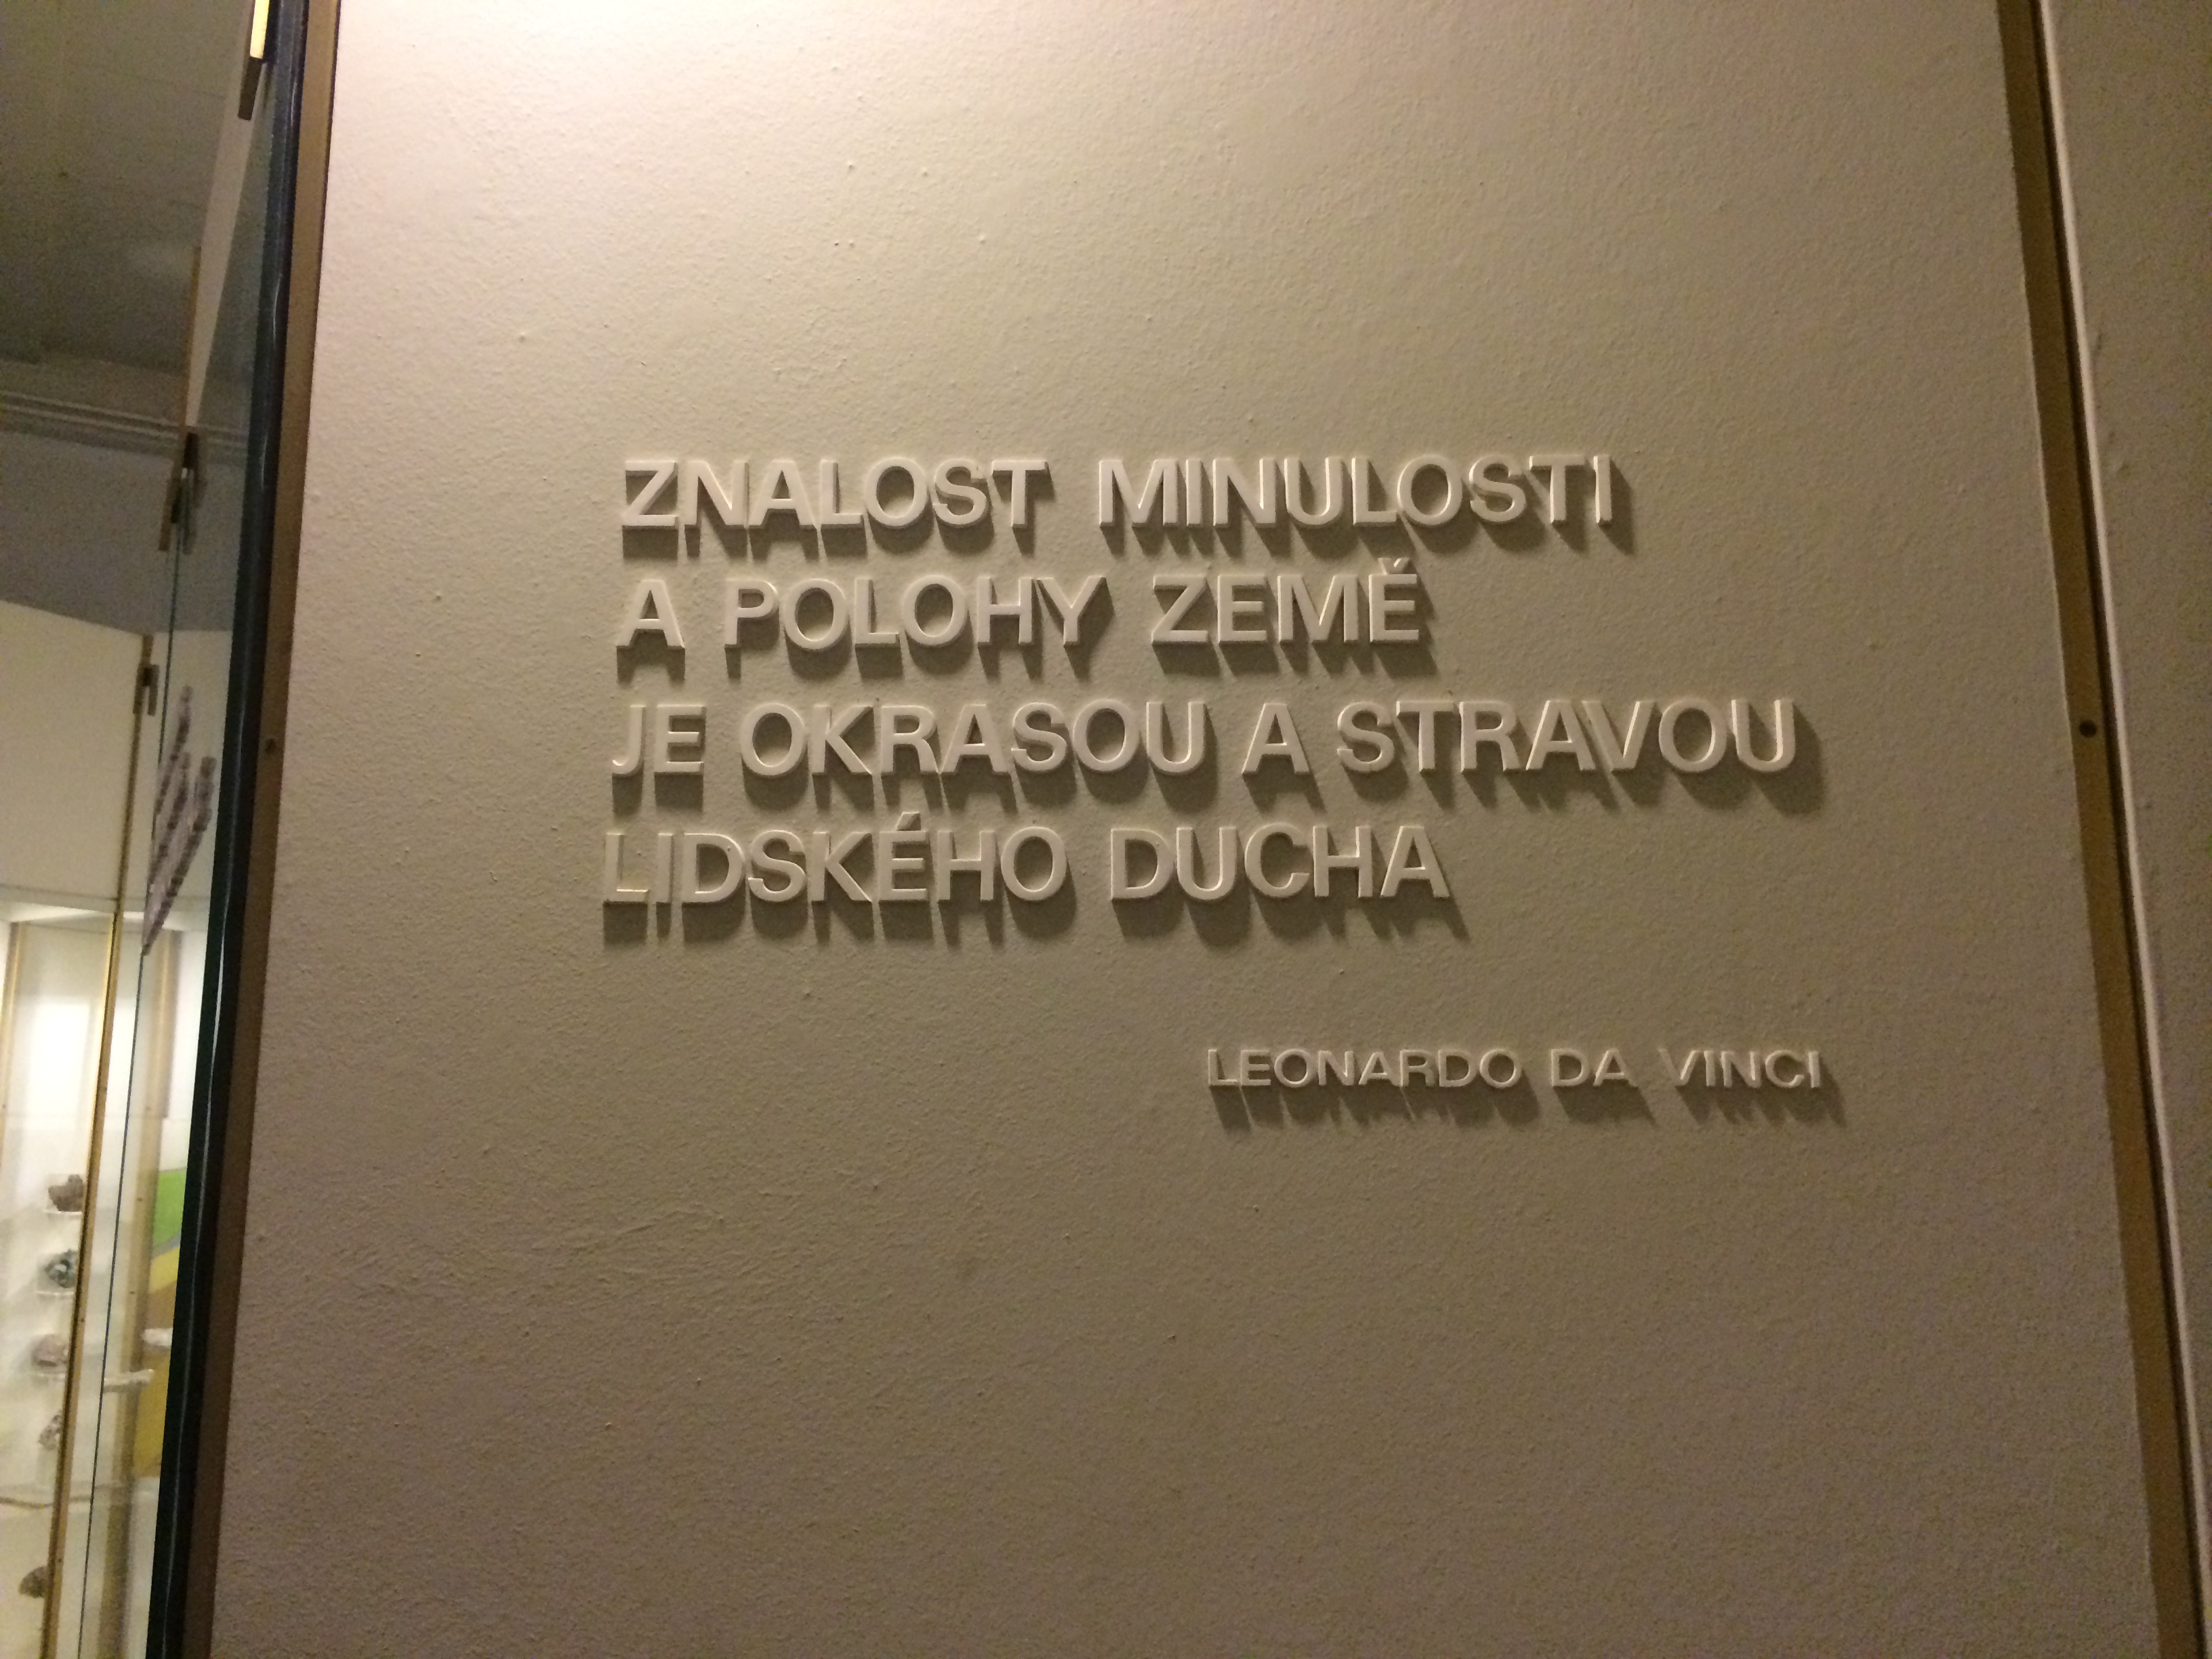 ZNALOST MINULOSTI
A POLOHY ZEMĚ
JE OKRASOU A STRAVOU
LIDSKÉHO DUCHA
LEONARDO DA VINCI